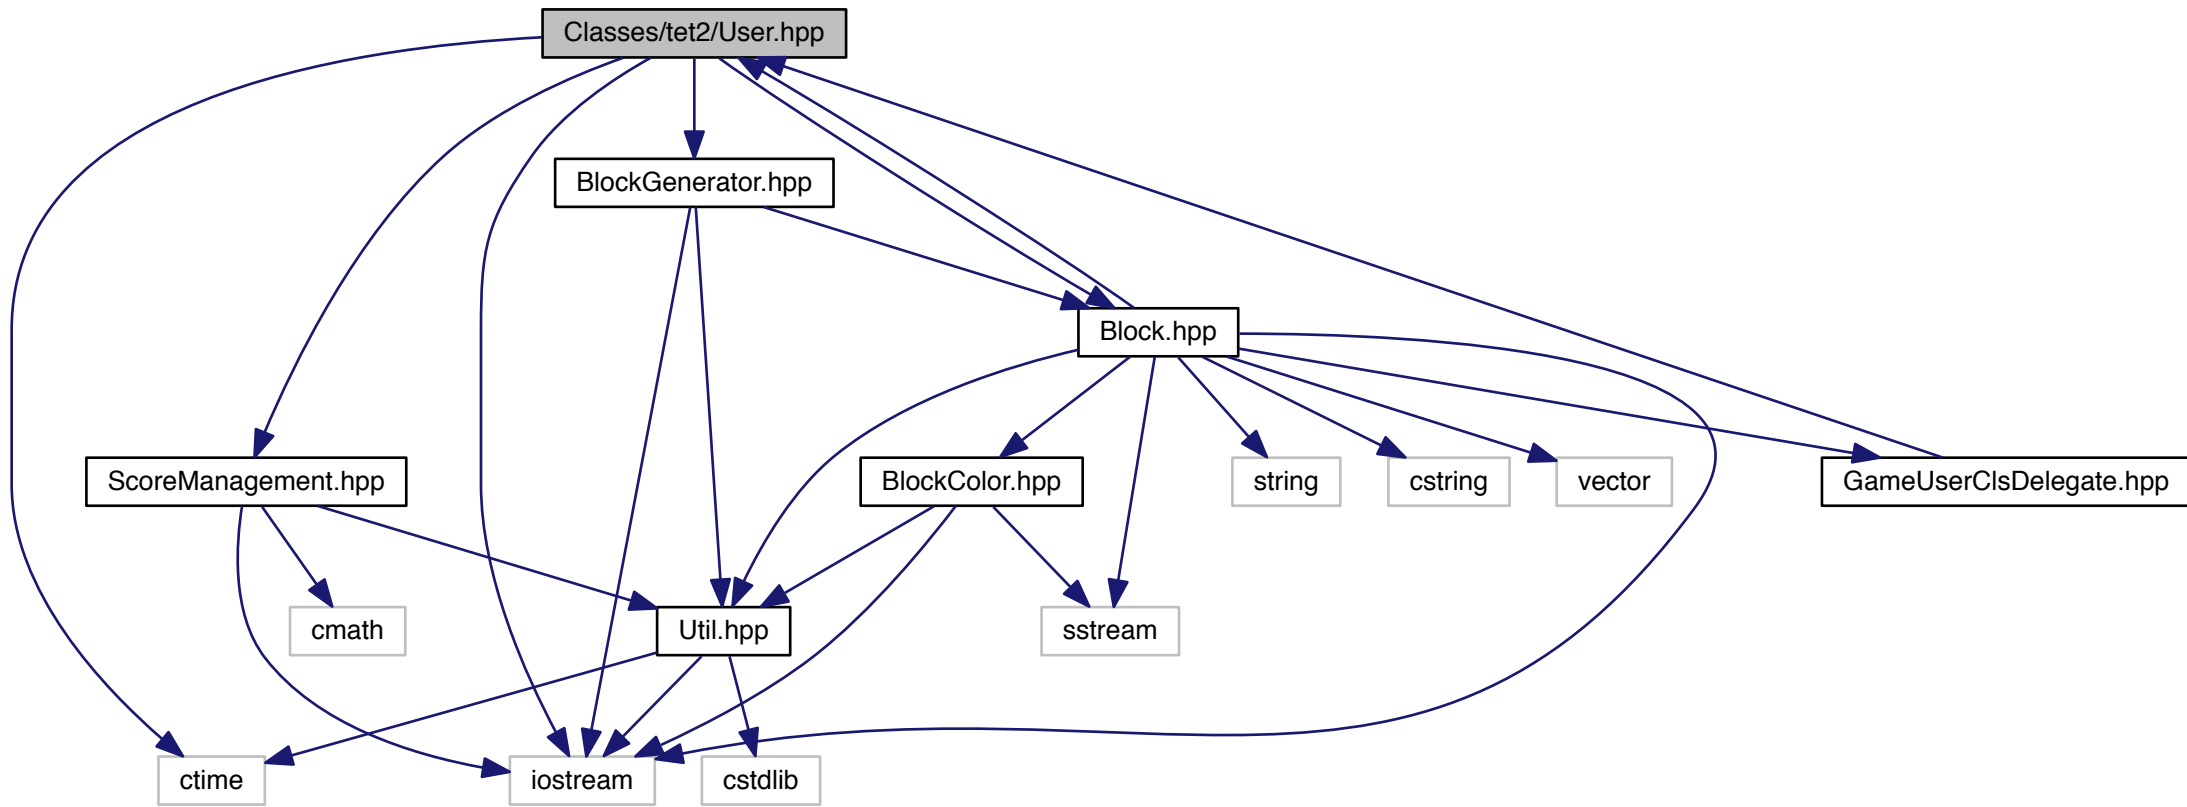 Classes/tet2/User.hpp
BlockGenerator.hpp
Block.hpp
ScoreManagement.hpp
BlockColor.hpp
string
cstring
vector
GameUserClsDelegate.hpp
cmath
Util.hpp
sstream
ctime
iostream
cstdlib